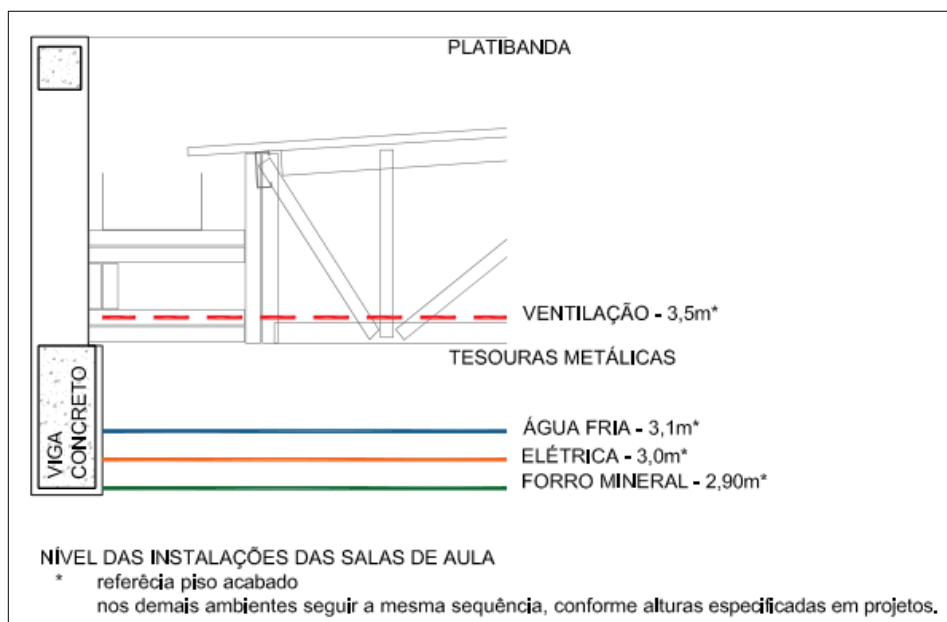 PLATIBANDA
VENTILAÇÃO - 3,5m*
TESOURAS METÁLICAS
VIGA
CONCRETO
ÁGUA FRIA - 3,1m*
ELÉTRICA - 3,0m*
FORRO MINERAL - 2,90m*
NÍVEL DAS INSTALAÇÕES DAS SALAS DE AULA
* referêcia piso acabado
nos demais ambientes seguir a mesma sequência, conforme alturas especificadas em projetos.